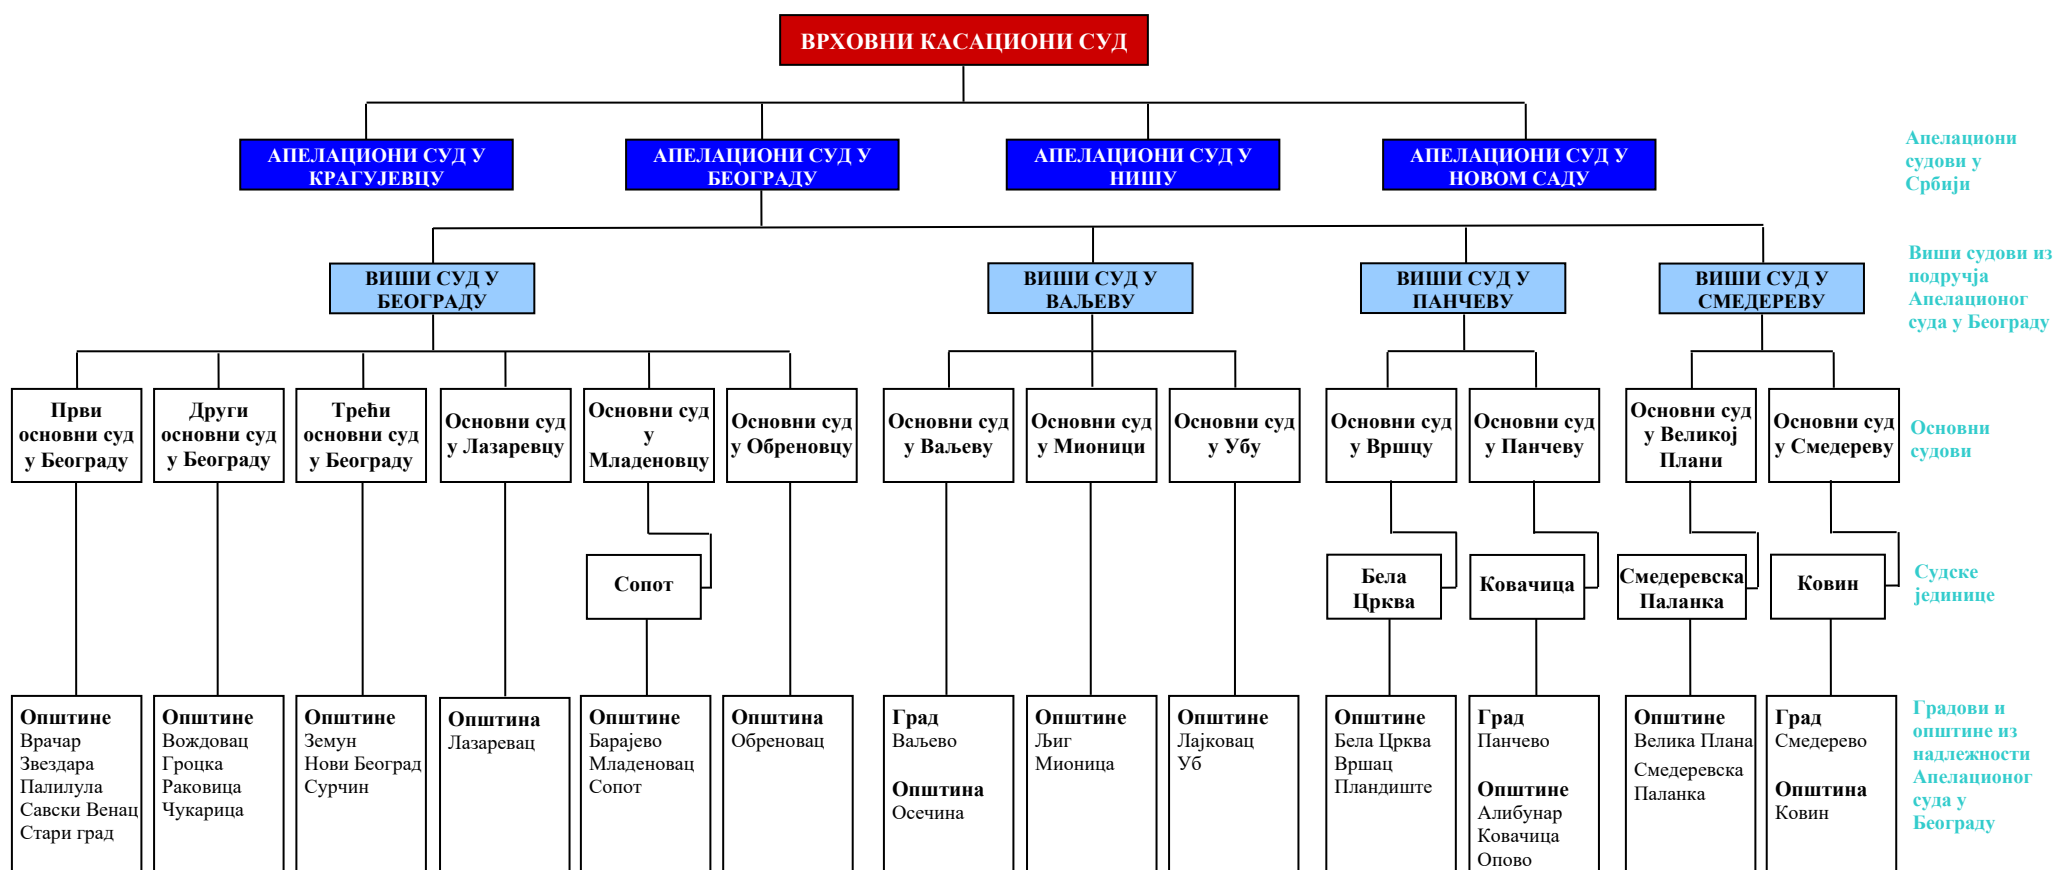 ВРХОВНИ КАСАЦИОНИ СУД
АПЕЛАЦИОНИ СУД У
КРАГУЈЕВЦУ
АПЕЛАЦИОНИ СУД У
БЕОГРАДУ
АПЕЛАЦИОНИ СУД У
НИШУ
АПЕЛАЦИОНИ СУД У
НОВОМ САДУ
Апелациони
судови у
Србији
ВИШИ СУД У
БЕОГРАДУ
ВИШИ СУД У
ВАЉЕВУ
ВИШИ СУД У
ПАНЧЕВУ
ВИШИ СУД У
СМЕДЕРЕВУ
Виши судови из
подручја
Апелационог
суда у Београду
Први
основни суд
у Београду
Други
основни суд
у Београду
Трећи
основни суд
у Београду
Основни суд
у Лазаревцу
Основни суд
у
Младеновцу
Основни суд
у Обреновцу
Основни суд
у Ваљеву
Основни суд
у Мионици
Основни суд
у Убу
Основни суд
у Вршцу
Основни суд
у Панчеву
Основни суд
у Великој
Плани
Основни суд
у Смедереву
Основни
судови
Сопот
Бела
Црква
Ковачица
Смедеревска
Паланка
Ковин
Судске
јединице
Општине
Врачар
Звездара
Палилула
Савски Венац
Стари град
Општине
Вождовац
Гроцка
Раковица
Чукарица
Општине
Земун
Нови Београд
Сурчин
Општина
Лазаревац
Општине
Барајево
Младеновац
Сопот
Општина
Обреновац
Град
Ваљево
Општина
Осечина
Општине
Љиг
Мионица
Општине
Лајковац
Уб
Општине
Бела Црква
Вршац
Пландиште
Град
Панчево
Општине
Алибунар
Ковачица
Опово
Општине
Велика Плана
Смедеревска
Паланка
Град
Смедерево
Општина
Ковин
Градови и
општине из
надлежности
Апелационог
суда у
Београду